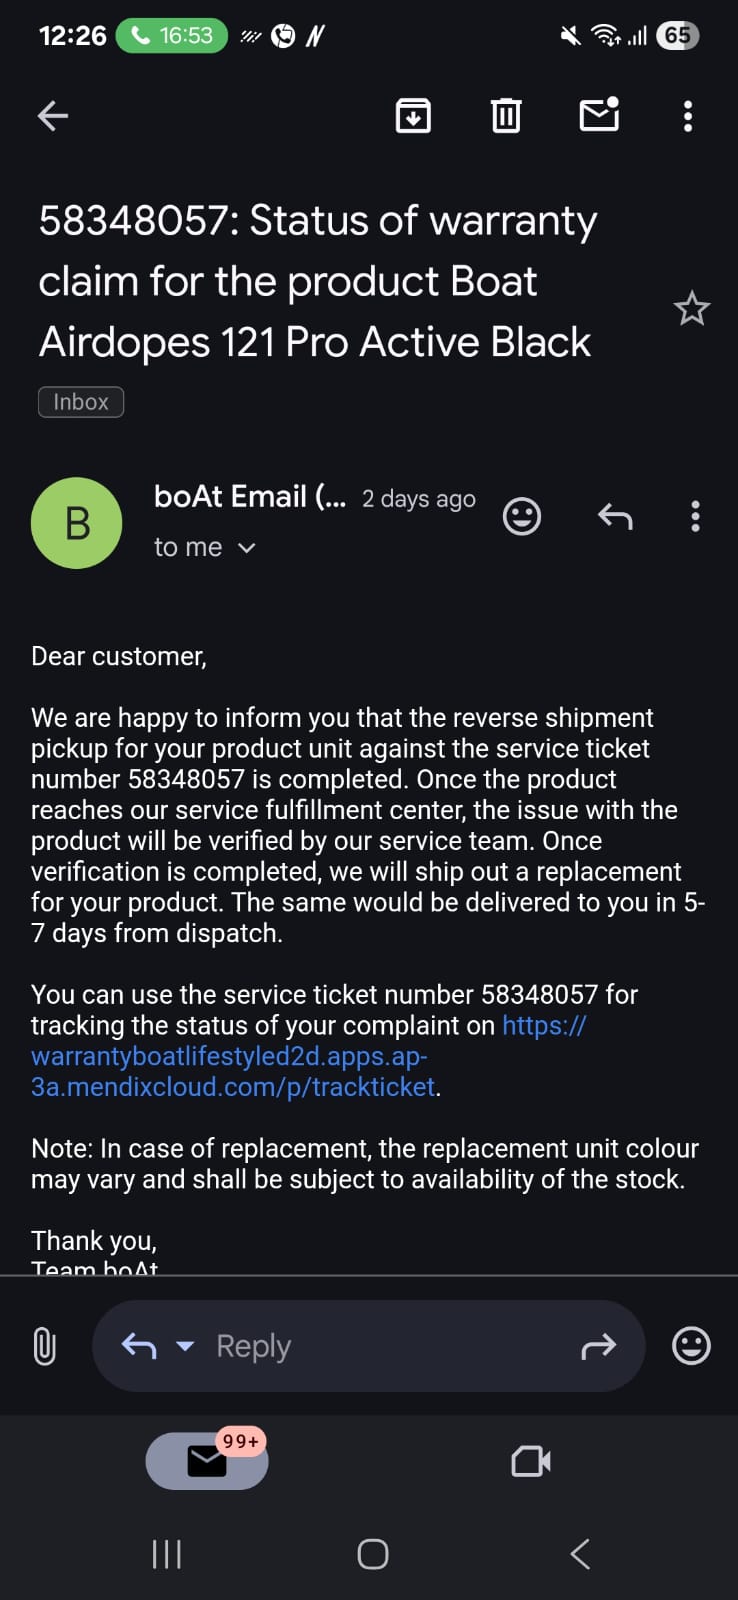 12:26 16:53 65
58348057: Status of warranty
claim for the product Boat
Airdopes 121 Pro Active Black
Inbox
B
boAt Email (... 2 days ago
to me
Dear customer,
We are happy to inform you that the reverse shipment
pickup for your product unit against the service ticket
number 58348057 is completed. Once the product
reaches our service fulfillment center, the issue with the
product will be verified by our service team. Once
verification is completed, we will ship out a replacement
for your product. The same would be delivered to you in 5-
7 days from dispatch.
You can use the service ticket number 58348057 for
tracking the status of your complaint on https://
warrantyboatlifestyled2d.apps.ap-
3a.mendixcloud.com/p/trackticket.
Note: In case of replacement, the replacement unit colour
may vary and shall be subject to availability of the stock.
Thank you,
Team boAt
Reply
99+